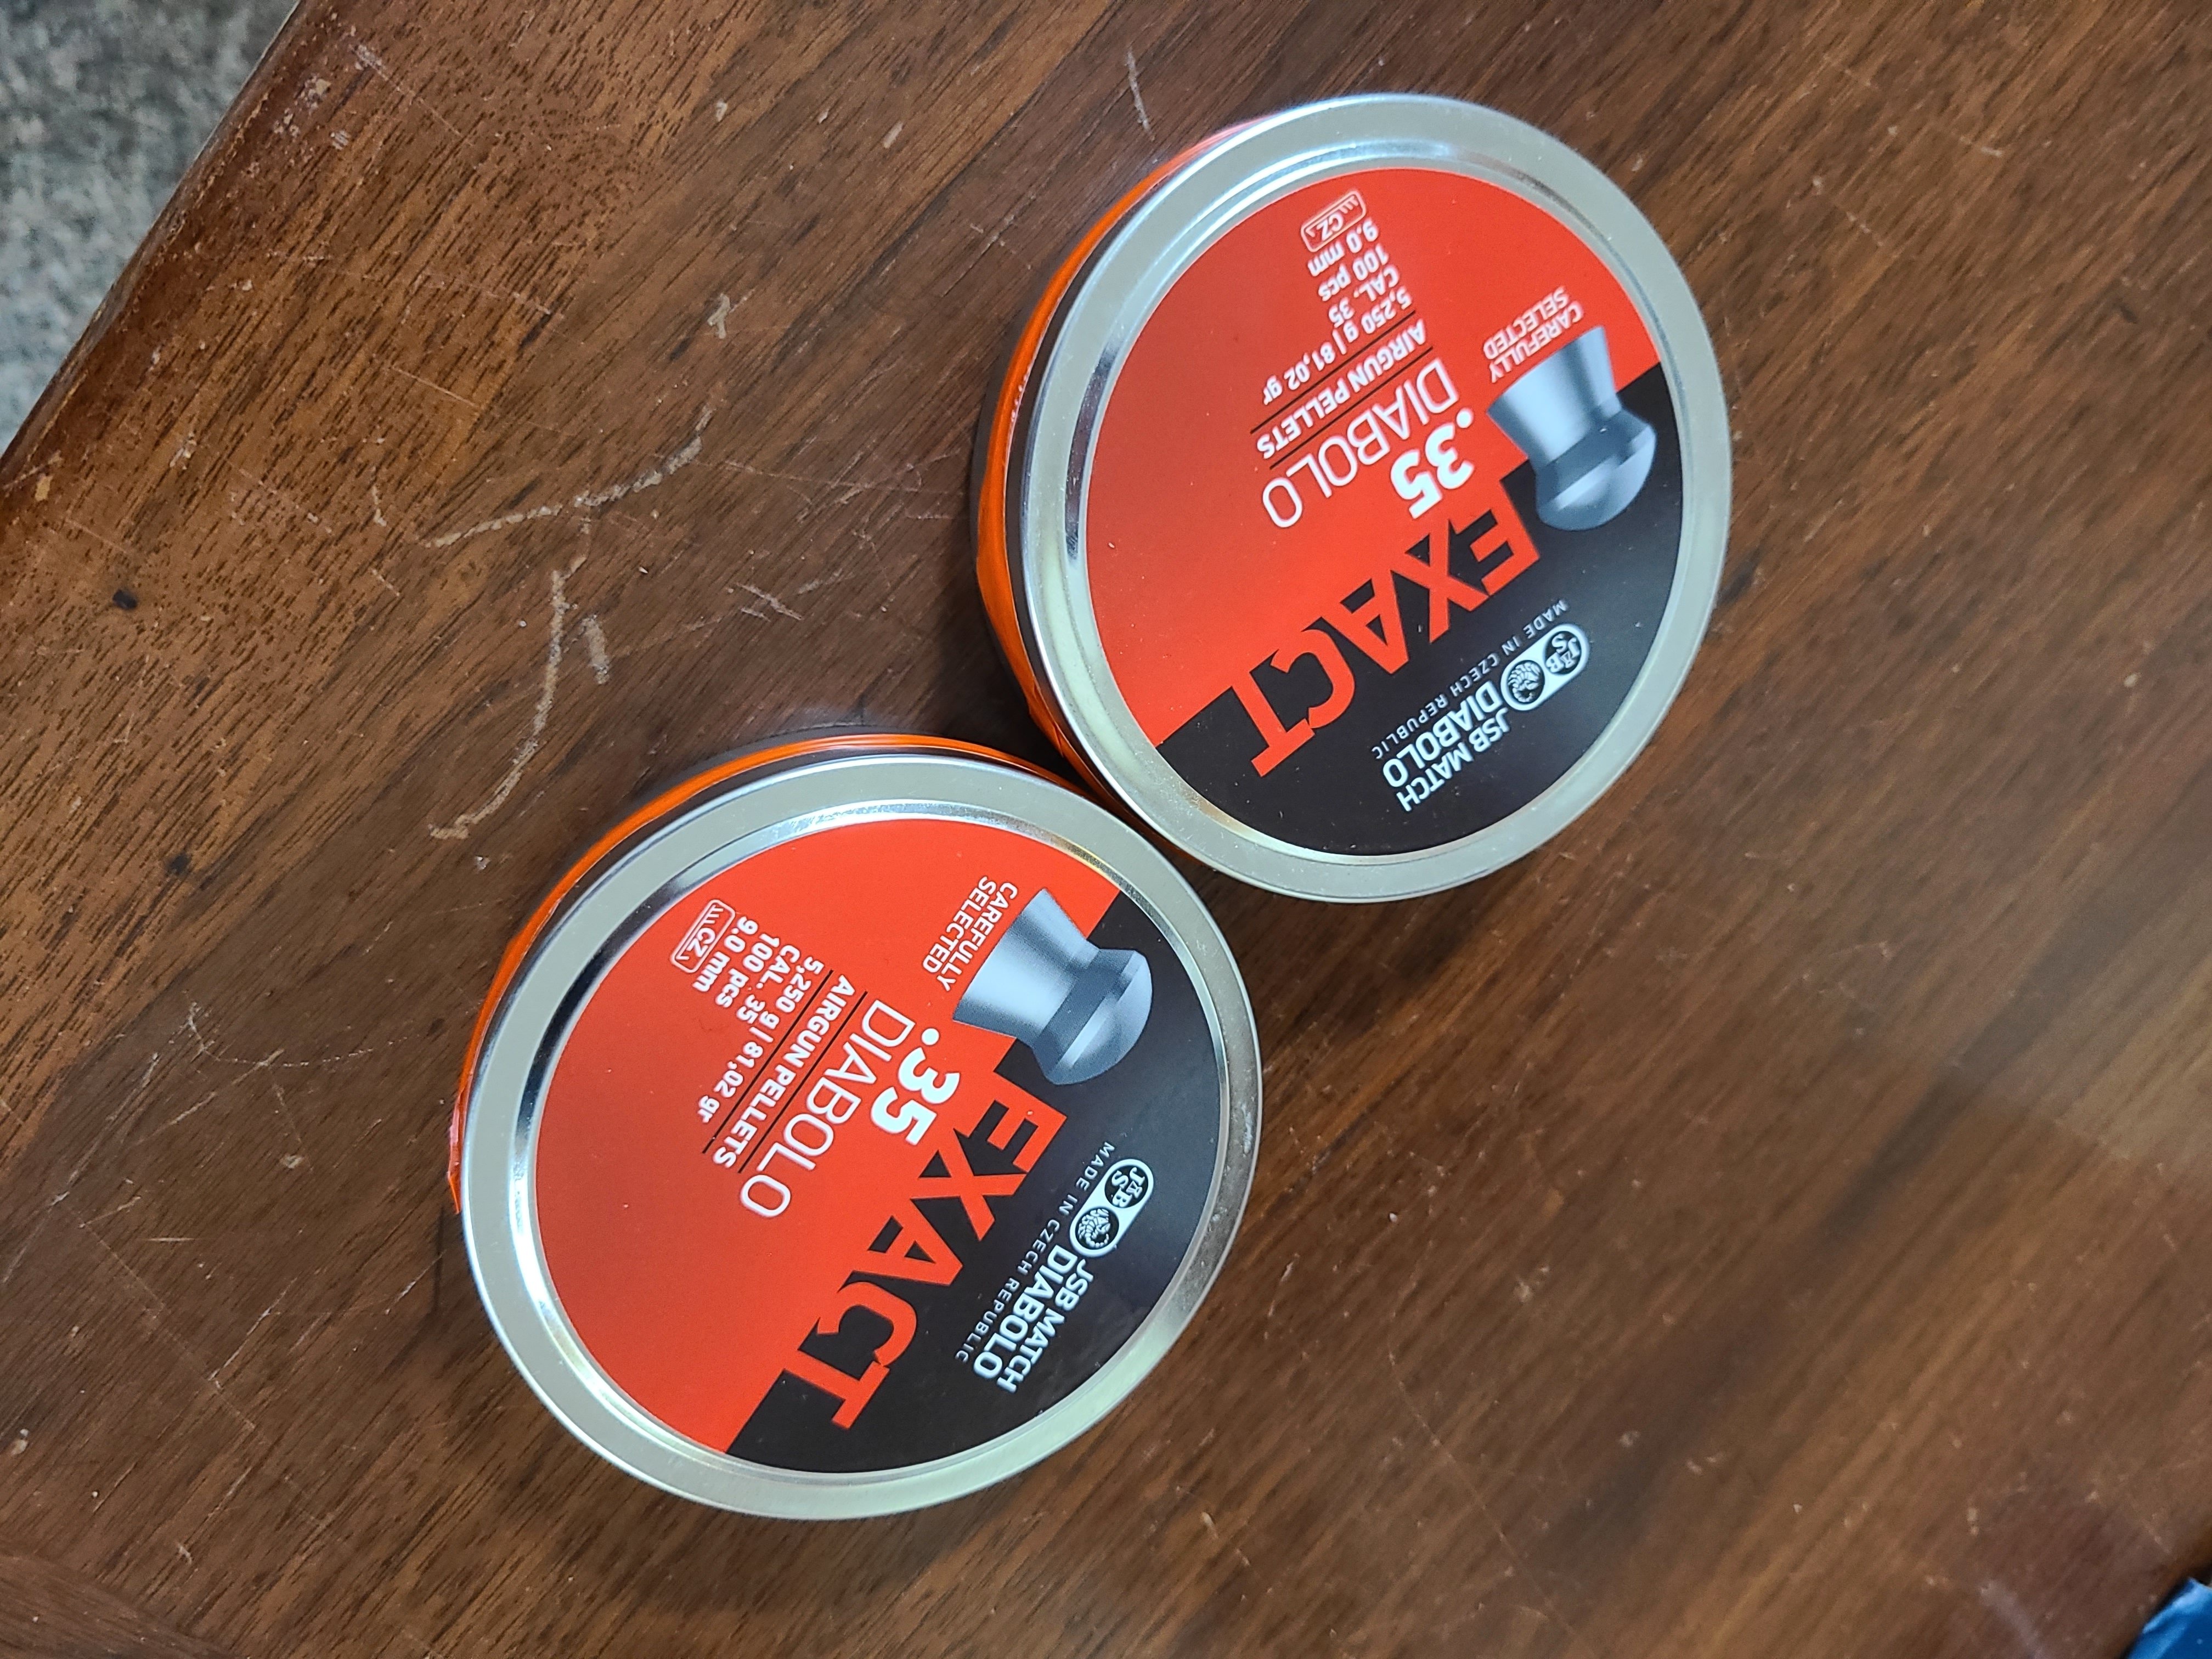 JSB MATCH
DIABOLO
MADE IN CZECH REPUBLIC
EXACT
.35
DIABOLO
AIRGUN PELLETS
5,250 g | 81,02 gr
CAL. 35
100 pcs
9.0 mm
CZ
CAREFULLY
SELECTED
J&B
S
JSB MATCH
DIABOLO
MADE IN CZECH REPUBLIC
EXACT
.35
DIABOLO
AIRGUN PELLETS
5,250 g | 81,02 gr
CAL. 35
100 pcs
9.0 mm
CZ
CAREFULLY
SELECTED
J&B
S